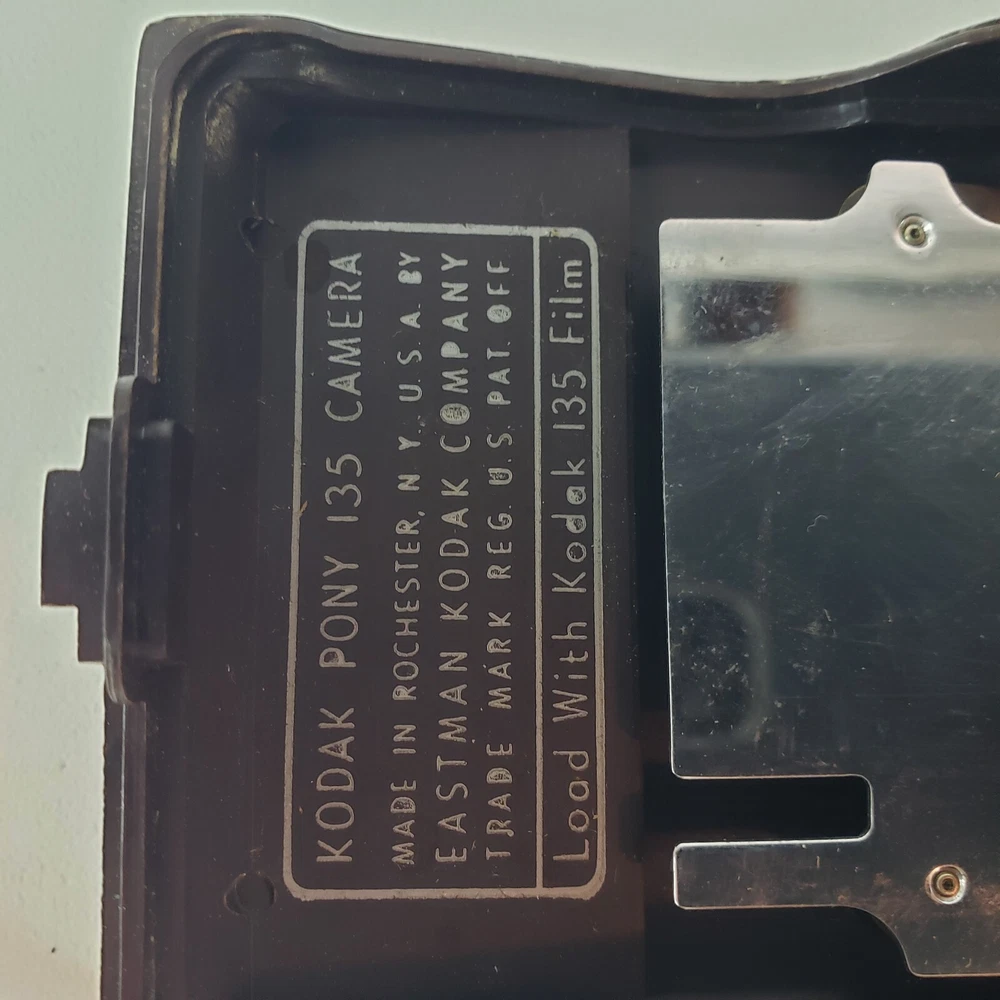 KODAK PONY 135 CAMERA
MADE IN ROCHESTER, N.Y. U.S.A. BY
EASTMAN KODAK COMPANY
TRADE MARK REG. U.S. PAT. OFF
Load With Kodak 135 Film